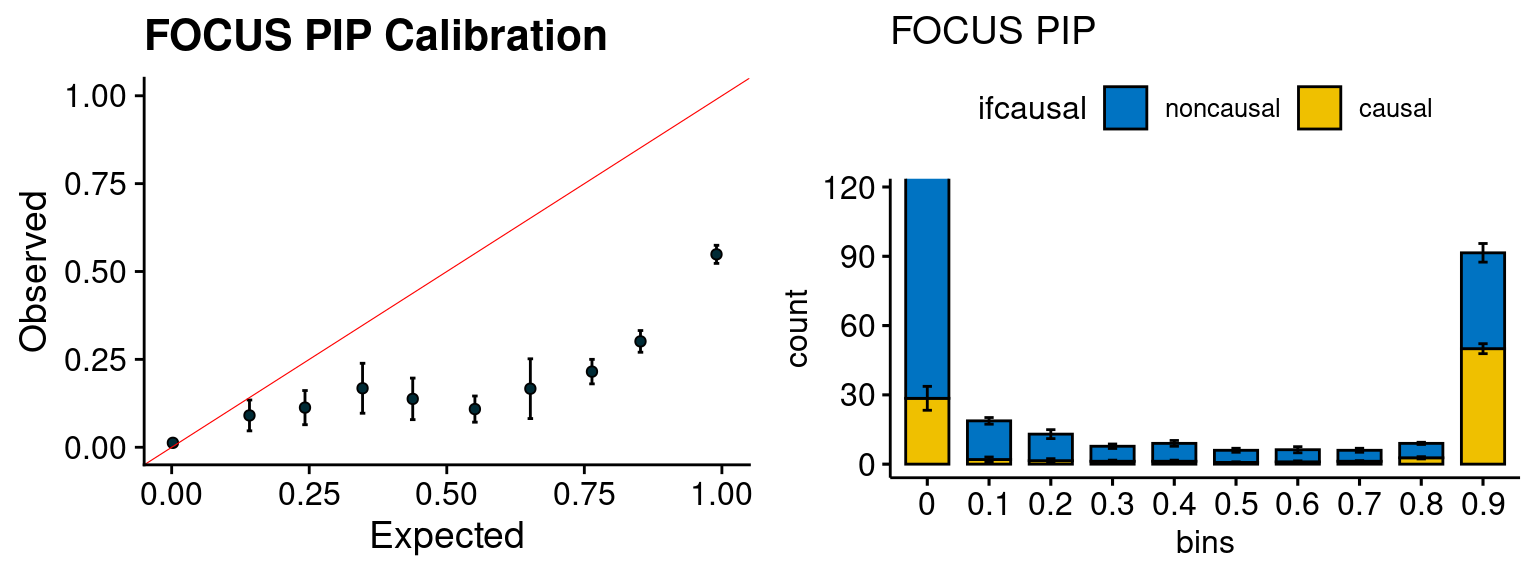 FOCUS PIP Calibration
1.00
0.75
0.50
0.25
0.00
Observed
0.00 0.25 0.50 0.75 1.00
Expected
FOCUS PIP
ifcausal noncausal causal
120
90
60
30
0
count
0 0.1 0.2 0.3 0.4 0.5 0.6 0.7 0.8 0.9
bins